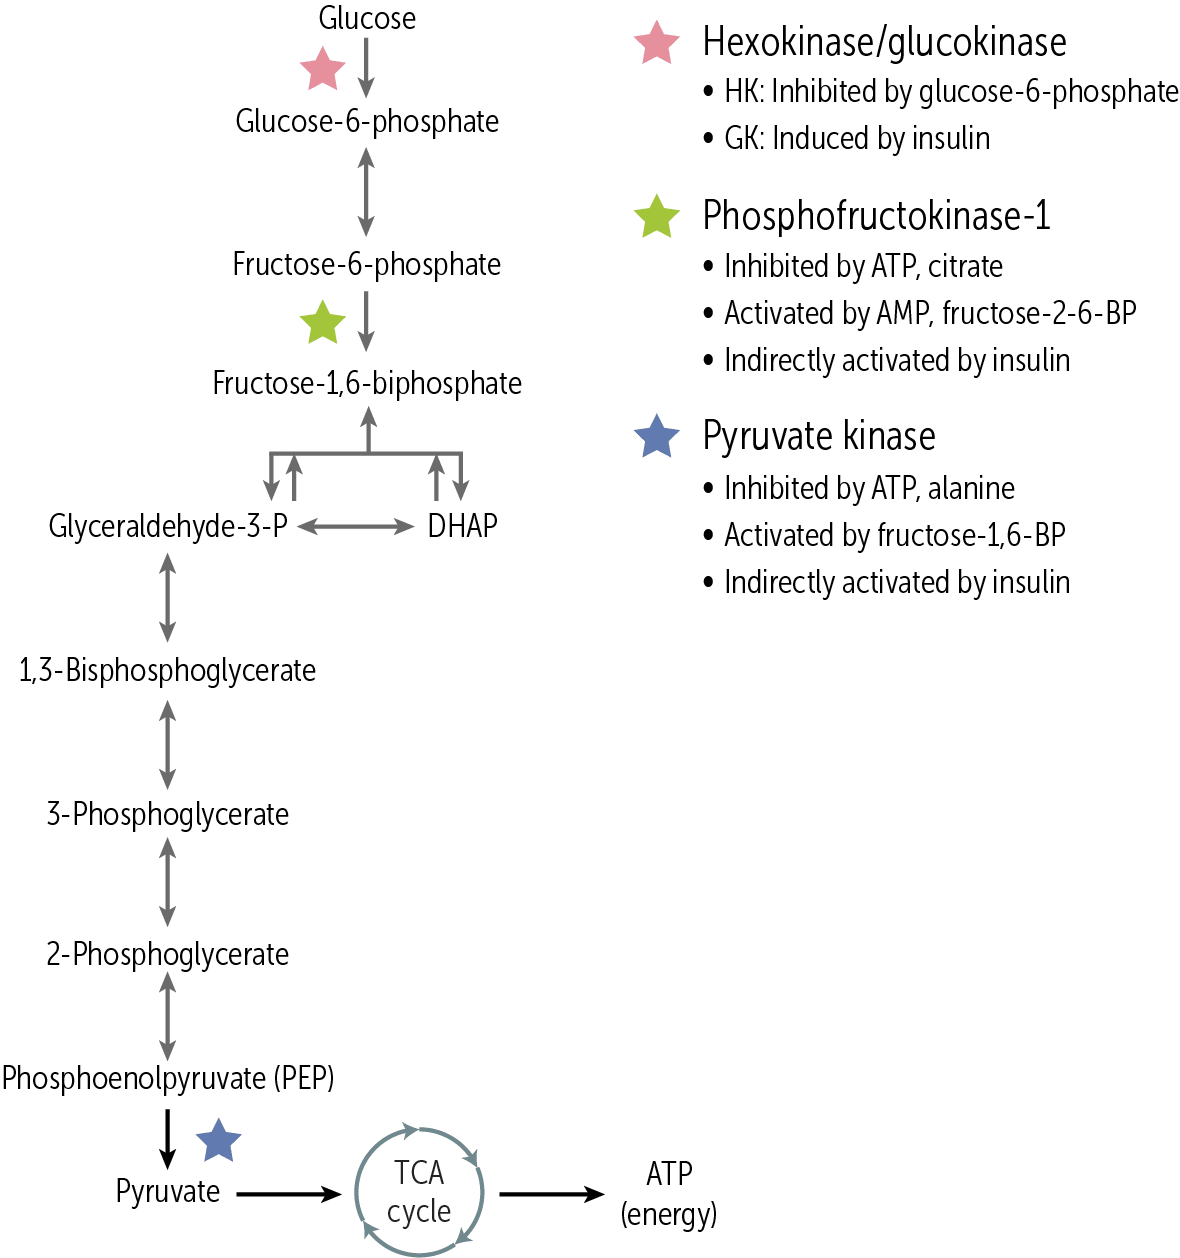 Glucose
Glucose-6-phosphate
Fructose-6-phosphate
Fructose-1,6-biphosphate
Glyceraldehyde-3-P
DHAP
1,3-Bisphosphoglycerate
3-Phosphoglycerate
2-Phosphoglycerate
Phosphoenolpyruvate (PEP)
Pyruvate
TCA
cycle
ATP
(energy)
Hexokinase/glucokinase
• HK: Inhibited by glucose-6-phosphate
• GK: Induced by insulin
Phosphofructokinase-1
• Inhibited by ATP, citrate
• Activated by AMP, fructose-2-6-BP
• Indirectly activated by insulin
Pyruvate kinase
• Inhibited by ATP, alanine
• Activated by fructose-1,6-BP
• Indirectly activated by insulin